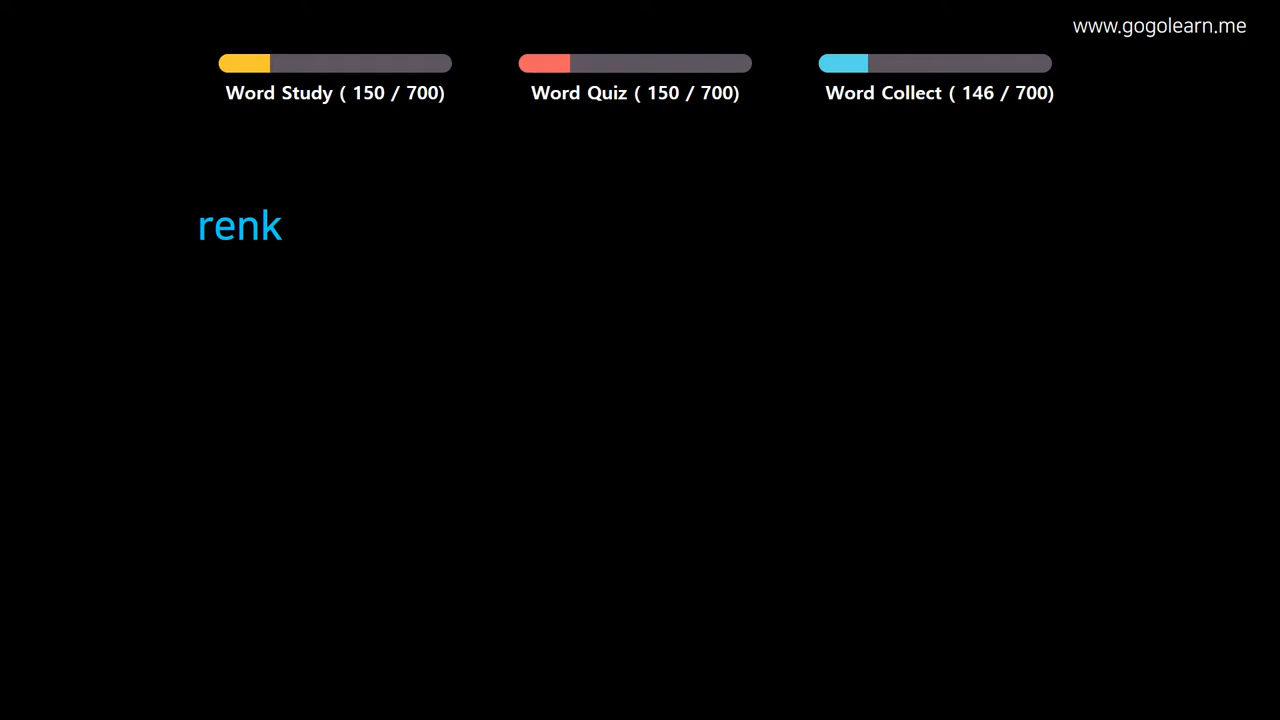 www.gogolearn.me
Word Study ( 150 / 700)
Word Quiz ( 150 / 700)
Word Collect ( 146 / 700)
renk